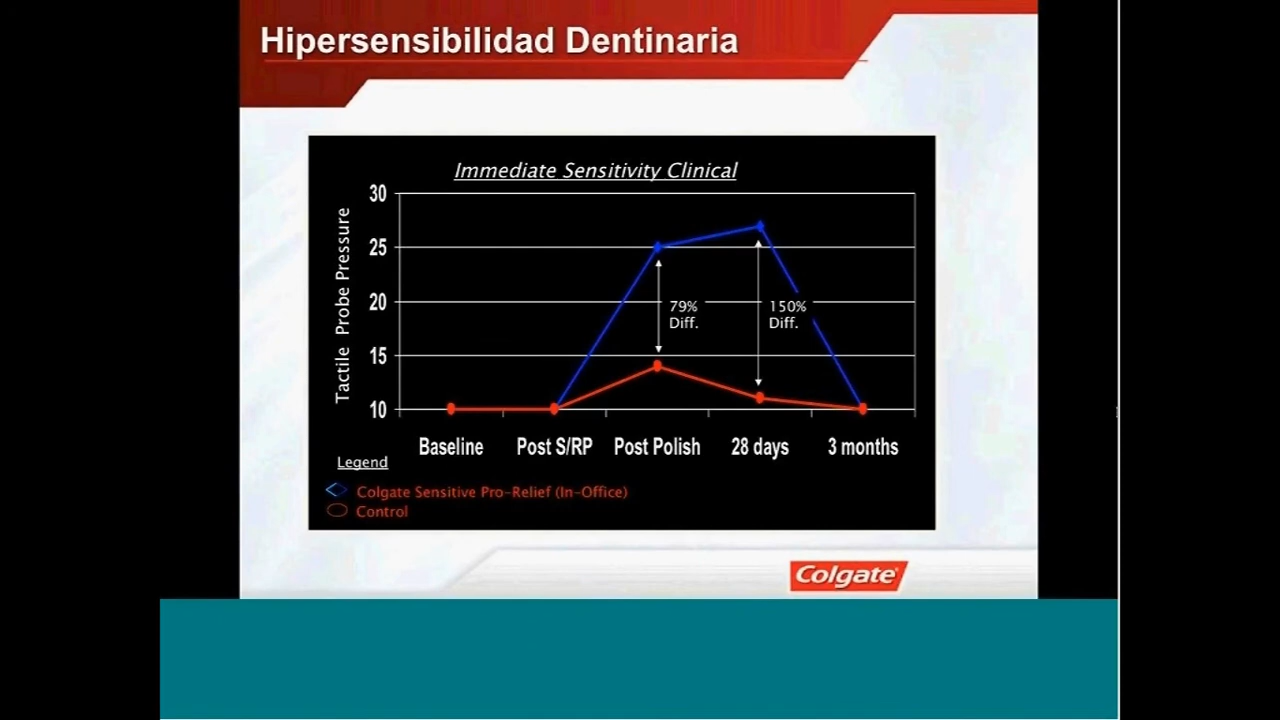 Hipersensibilidad Dentinaria
Immediate Sensitivity Clinical
Tactile Probe Pressure
30
25
20
15
10
79%
Diff.
150%
Diff.
Baseline
Post S/RP
Post Polish
28 days
3 months
Legend
Colgate Sensitive Pro-Relief (In-Office)
Control
Colgate